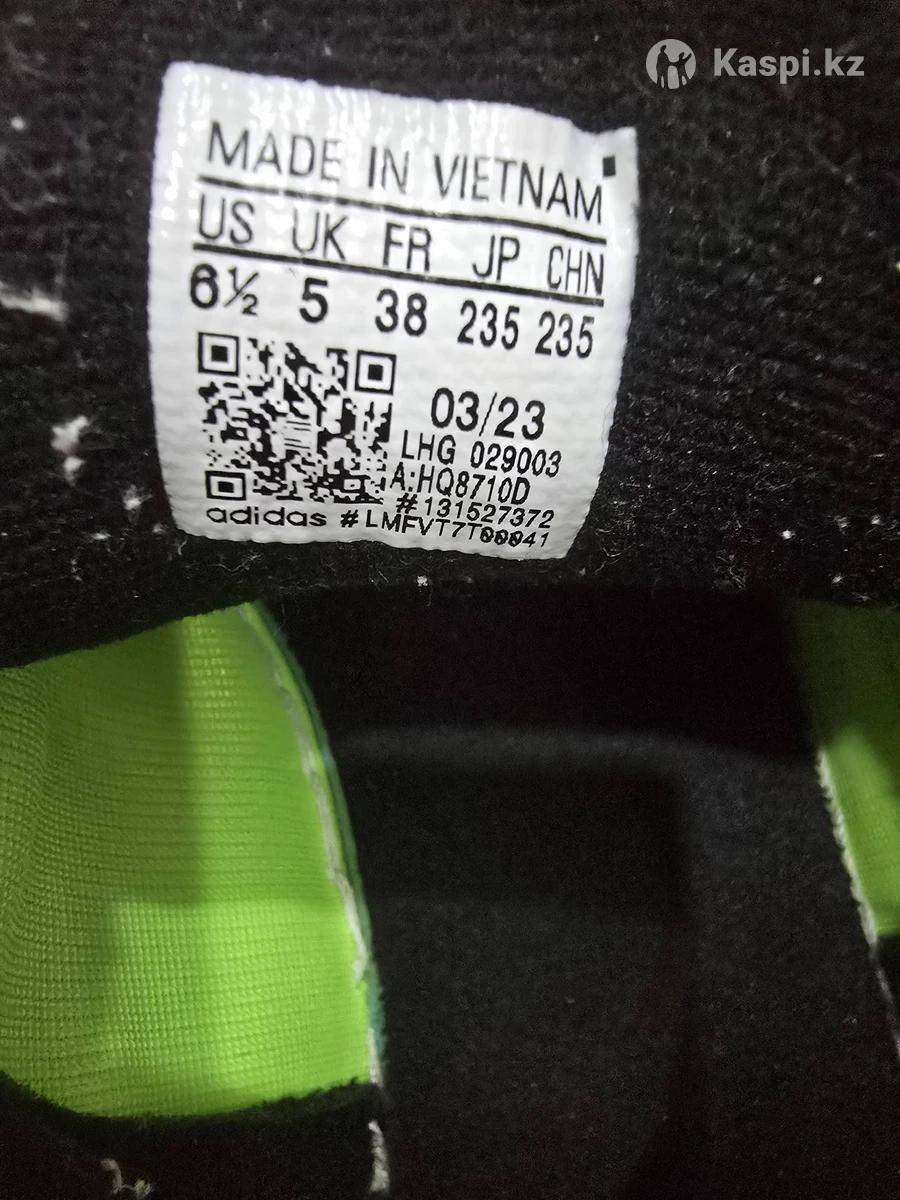 Kaspi.kz
MADE IN VIETNAM
US UK FR JP CHN
6½ 5 38 235 235
03/23
LHG 029003
A:HQ8710D
#131527372
adidas #LMFVT7T00041